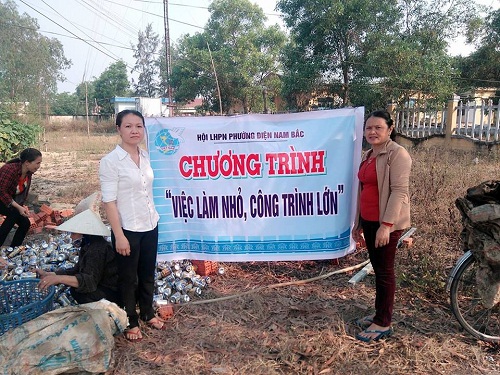 HỘI LHPN PHƯỜNG ĐIỆN NAM BẮC
CHƯƠNG TRÌNH
"VIỆC LÀM NHỎ, CÔNG TRÌNH LỚN"